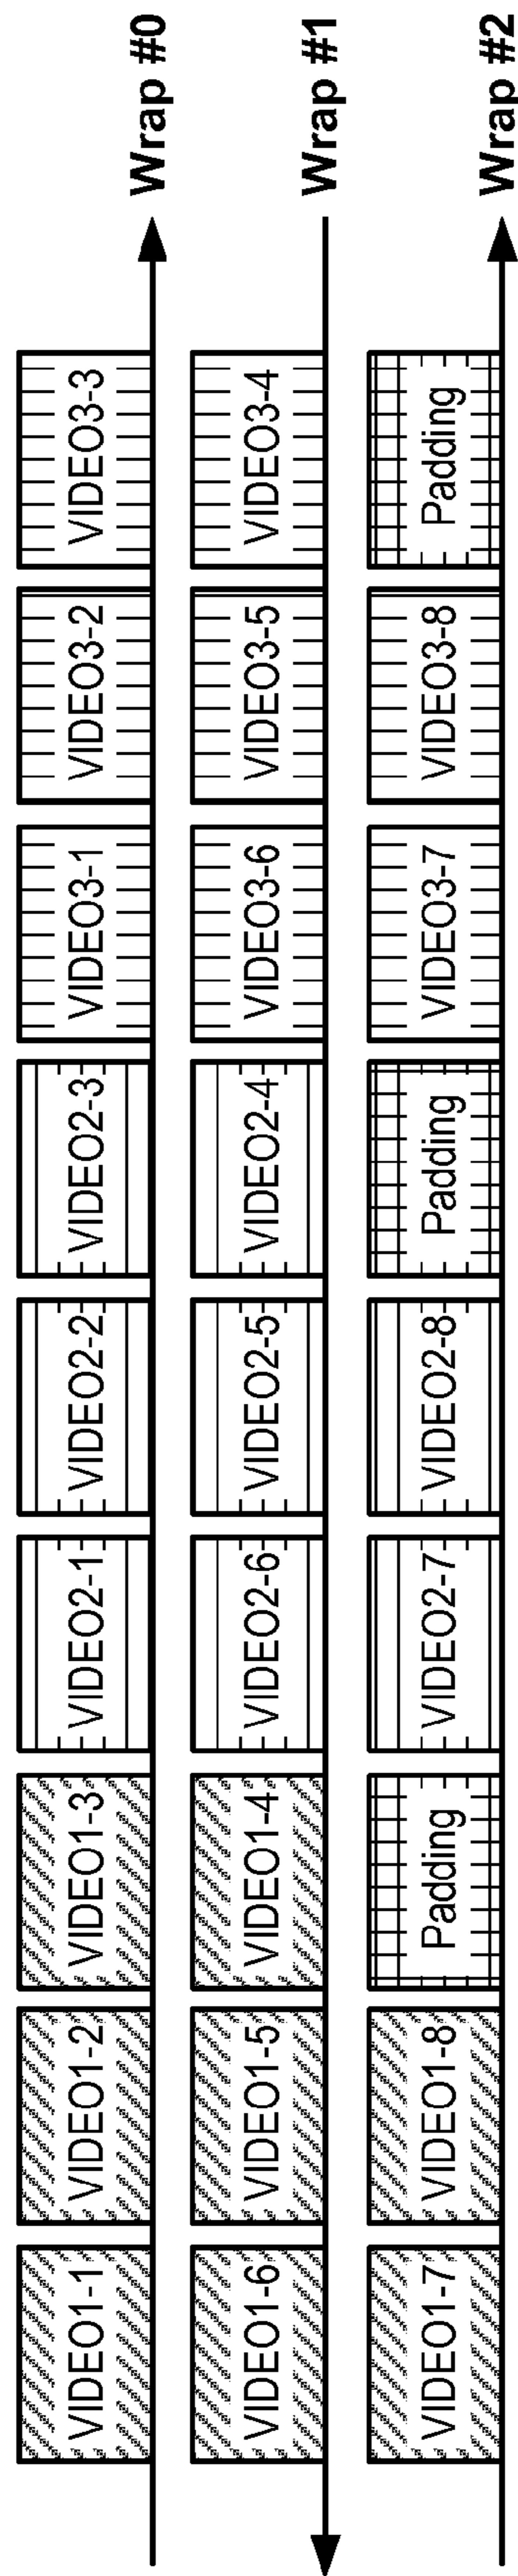 VIDEO1-1 VIDEO1-2 VIDEO1-3 VIDEO2-1 VIDEO2-2 VIDEO2-3 VIDEO3-1 VIDEO3-2 VIDEO3-3 Wrap #0
VIDEO1-6 VIDEO1-5 VIDEO1-4 VIDEO2-6 VIDEO2-5 VIDEO2-4 VIDEO3-6 VIDEO3-5 VIDEO3-4 Wrap #1
VIDEO1-7 VIDEO1-8 Padding VIDEO2-7 VIDEO2-8 Padding VIDEO3-7 VIDEO3-8 Padding Wrap #2